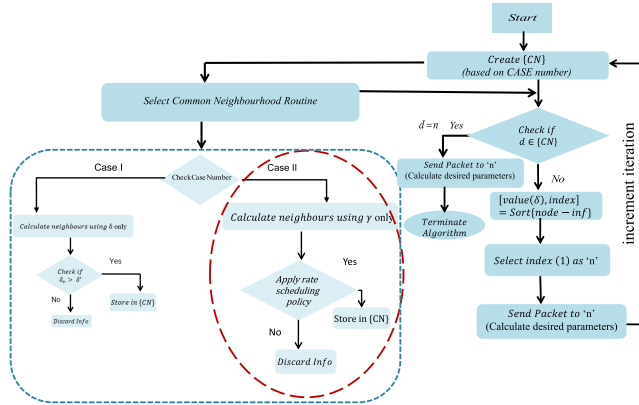 Start
Create {CN}
(based on CASE number)
Select Common Neighbourhood Routine
d=n Yes
Check if
d ∈ {CN}
No
Send Packet to ‘n’
(Calculate desired parameters)
Terminate
Algorithm
[value(δ), index]
= Sort{node − inf}
Select index (1) as ‘n’
Send Packet to ‘n’
(Calculate desired parameters)
increment iteration
Case I
CheckCase Number
Case II
Calculate neighbours using δ only
Check if
Yes
No
Store in {CN}
Discard Info
Calculate neighbours using γ only
Yes
Apply rate
scheduling
policy
Store in {CN}
No
Discard Info